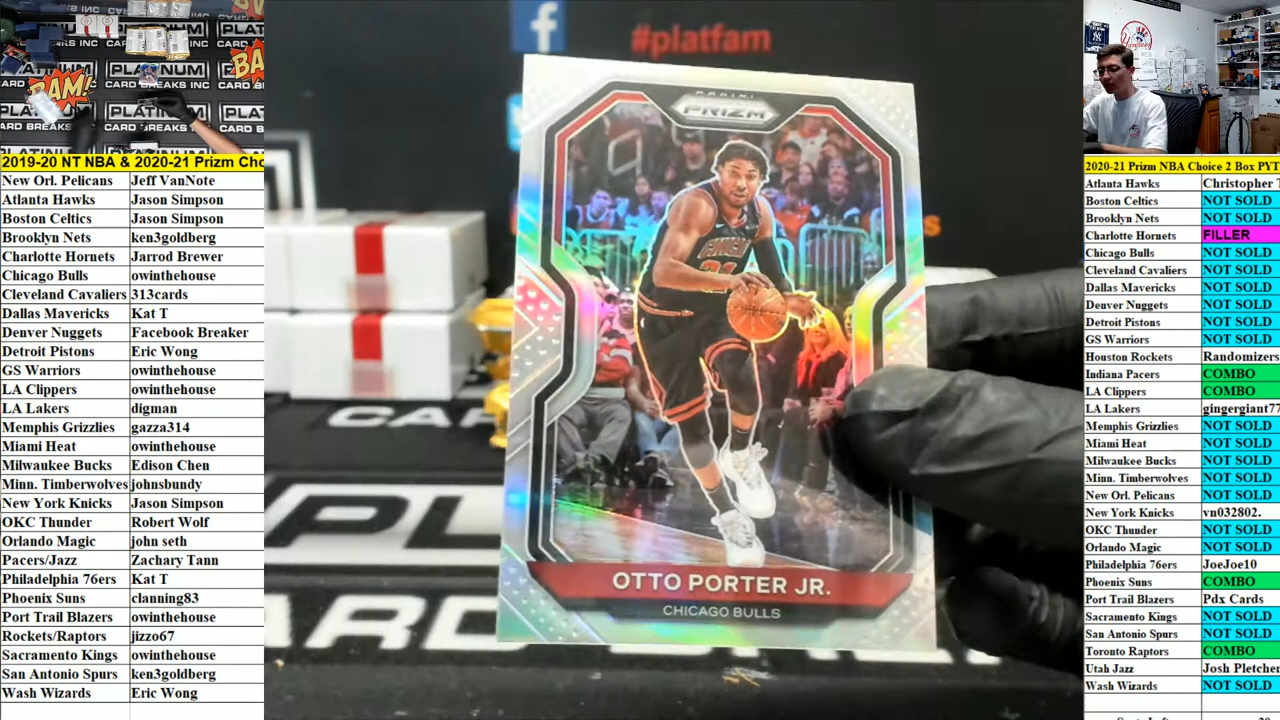 #platfam
PANINI
PRIZM
OTTO PORTER JR.
CHICAGO BULLS
PLATINUM
CARD BREAKS INC
BAM!
2019-20 NT NBA & 2020-21 Prizm Cho
New Orl. Pelicans Jeff VanNote
Atlanta Hawks Jason Simpson
Boston Celtics Jason Simpson
Brooklyn Nets ken3goldberg
Charlotte Hornets Jarrod Brewer
Chicago Bulls owinthehouse
Cleveland Cavaliers 313cards
Dallas Mavericks Kat T
Denver Nuggets Facebook Breaker
Detroit Pistons Eric Wong
GS Warriors owinthehouse
LA Clippers owinthehouse
LA Lakers digman
Memphis Grizzlies gazza314
Miami Heat owinthehouse
Milwaukee Bucks Edison Chen
Minn. Timberwolves johnsbundy
New York Knicks Jason Simpson
OKC Thunder Robert Wolf
Orlando Magic john seth
Pacers/Jazz Zachary Tann
Philadelphia 76ers Kat T
Phoenix Suns clanning83
Port Trail Blazers owinthehouse
Rockets/Raptors jizzo67
Sacramento Kings owinthehouse
San Antonio Spurs ken3goldberg
Wash Wizards Eric Wong
2020-21 Prizm NBA Choice 2 Box PYT
Atlanta Hawks Christopher T
Boston Celtics NOT SOLD
Brooklyn Nets NOT SOLD
Charlotte Hornets FILLER
Chicago Bulls NOT SOLD
Cleveland Cavaliers NOT SOLD
Dallas Mavericks NOT SOLD
Denver Nuggets NOT SOLD
Detroit Pistons NOT SOLD
GS Warriors NOT SOLD
Houston Rockets Randomizers
Indiana Pacers COMBO
LA Clippers COMBO
LA Lakers gingergiant77
Memphis Grizzlies NOT SOLD
Miami Heat NOT SOLD
Milwaukee Bucks NOT SOLD
Minn. Timberwolves NOT SOLD
New Orl. Pelicans NOT SOLD
New York Knicks vn032802.
OKC Thunder NOT SOLD
Orlando Magic NOT SOLD
Philadelphia 76ers JoeJoe10
Phoenix Suns COMBO
Port Trail Blazers Pdx Cards
Sacramento Kings NOT SOLD
San Antonio Spurs NOT SOLD
Toronto Raptors COMBO
Utah Jazz Josh Pletcher
Wash Wizards NOT SOLD